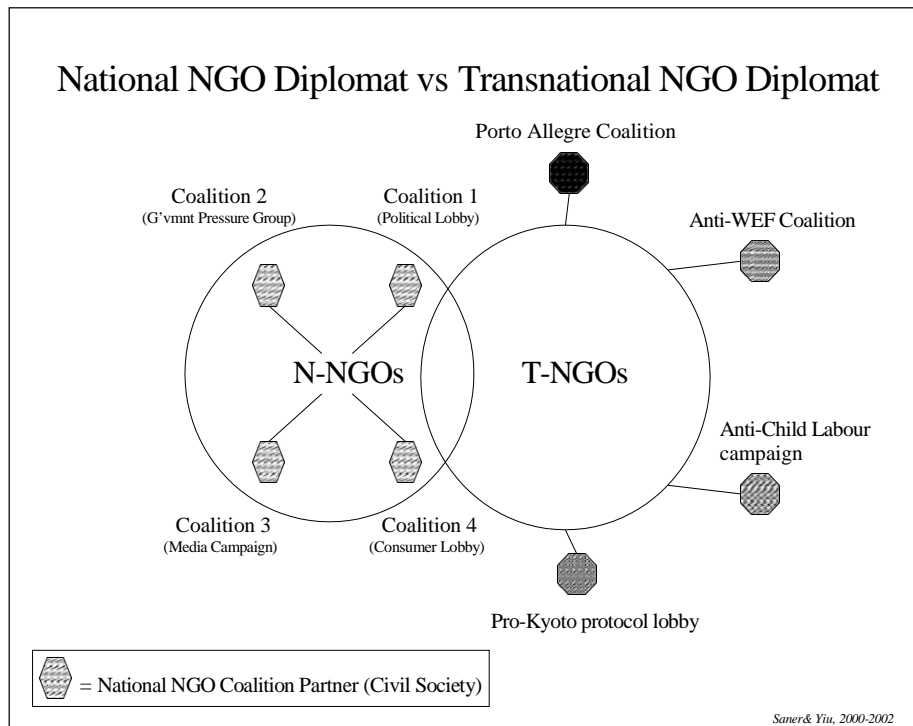 National NGO Diplomat vs Transnational NGO Diplomat
Porto Allegre Coalition
Coalition 2
(G'vmnt Pressure Group)
Coalition 1
(Political Lobby)
Anti-WEF Coalition
N-NGOs
T-NGOs
Anti-Child Labour
campaign
Coalition 3
(Media Campaign)
Coalition 4
(Consumer Lobby)
Pro-Kyoto protocol lobby
= National NGO Coalition Partner (Civil Society)
Saner& Yiu, 2000-2002